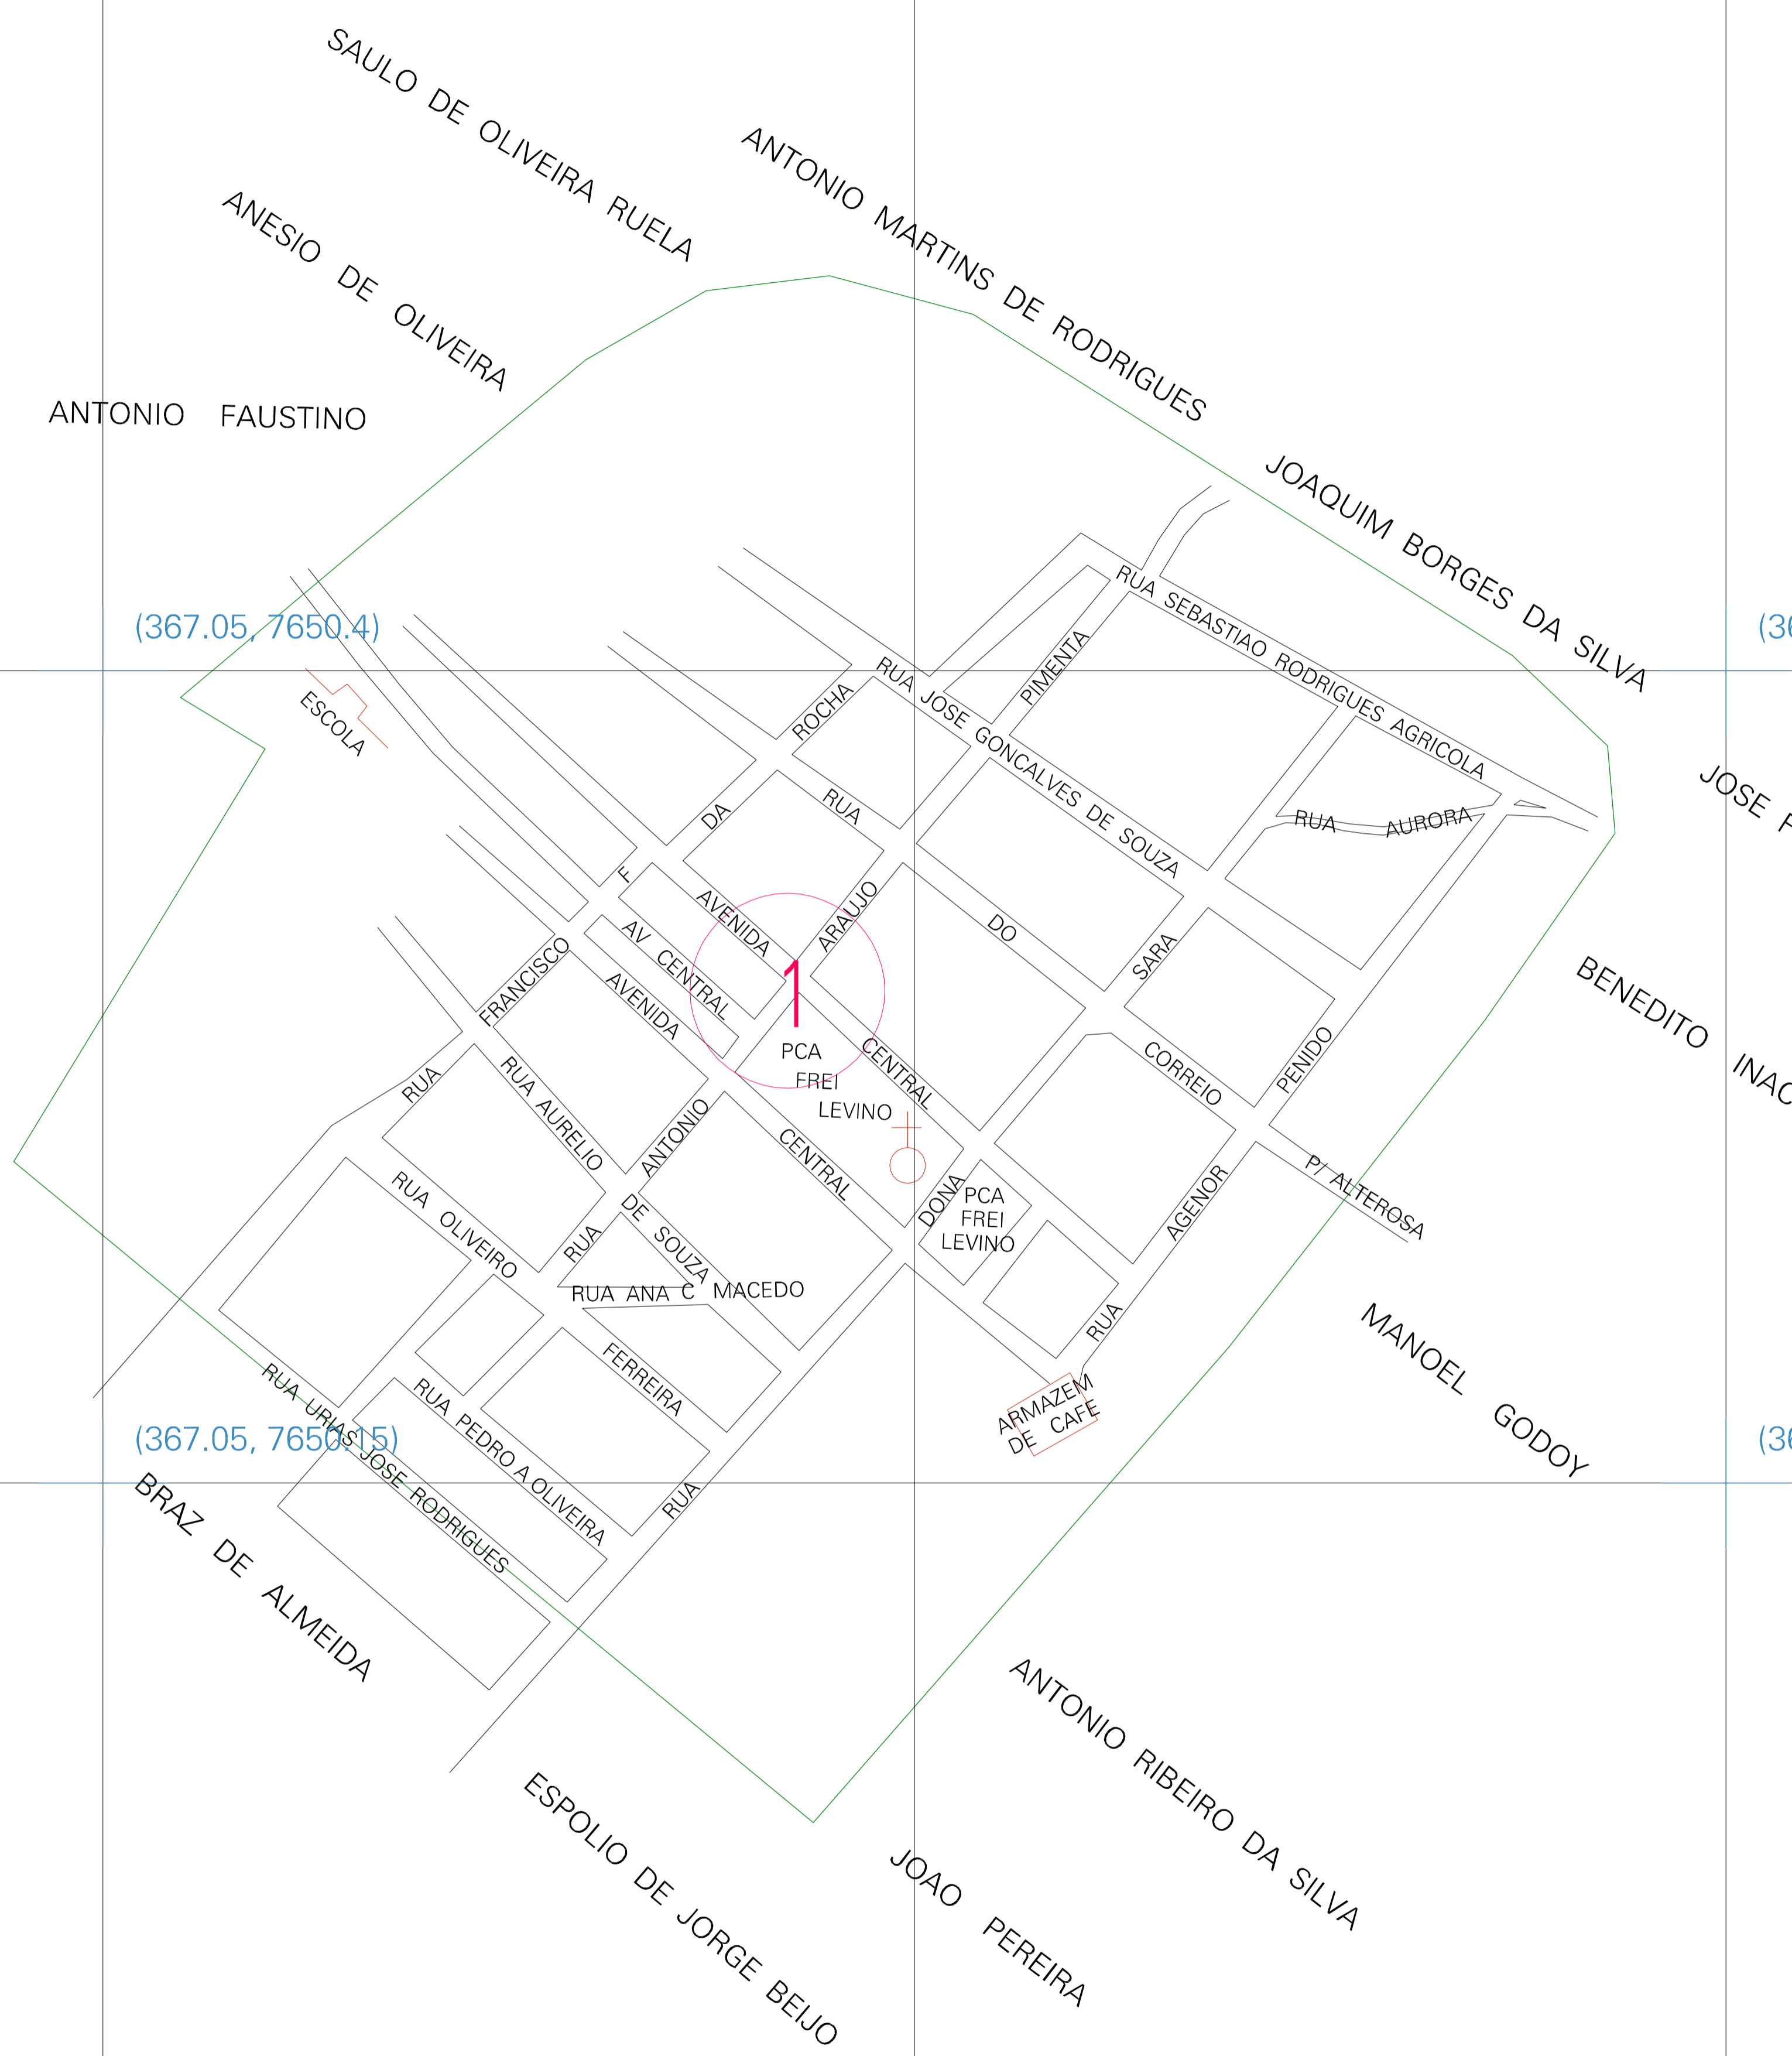 SAULO DE OLIVEIRA RUELA
ANTONIO MARTINS DE RODRIGUES
ANESIO DE OLIVEIRA
ANTONIO FAUSTINO
JOAQUIM BORGES DA SILVA
(367.05, 7650.4)
ESCOLA
RUA SEBASTIAO RODRIGUES AGRICOLA
PIMENTA
RUA JOSE GONCALVES DE SOUZA
ROCHA
DA
F
FRANCISCO
RUA
RUA
DO
CORREIO
RUA AURORA
JOSE
BENEDITO INAC
AVENIDA
CENTRAL
AV CENTRAL
AVENIDA
CENTRAL
ARAUJO
ANTONIO
RUA
1
SARA
DONA
RUA
PENIDO
AGENOR
RUA
PCA
FREI
LEVINO
PCA
FREI
LEVINO
P/ ALTEROSA
RUA AURELIO
DE SOUZA
RUA ANA C MACEDO
RUA OLIVEIRO
FERREIRA
RUA PEDRO A OLIVEIRA
RUA URIAS JOSE RODRIGUES
ARMAZEM
DE CAFE
MANOEL GODOY
(367.05, 7650.15)
BRAZ DE ALMEIDA
ANTONIO RIBEIRO DA SILVA
ESPOLIO DE JORGE BEIJO
JOAO PEREIRA
(36
(36